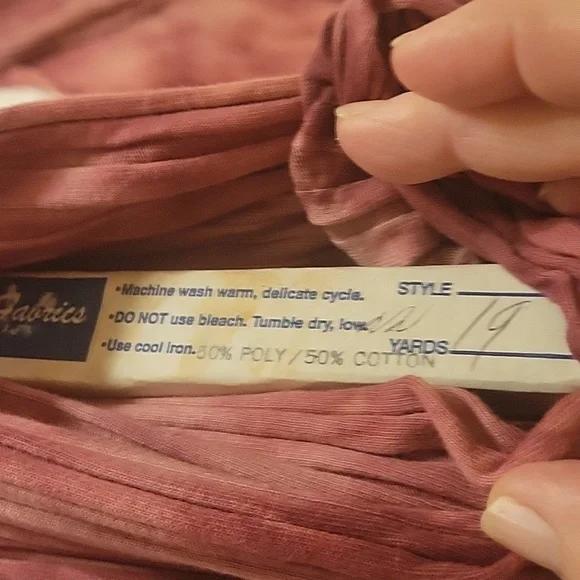 Fabrics
•Machine wash warm, delicate cycle.
STYLE
•DO NOT use bleach. Tumble dry, low.
19
YARDS
•Use cool iron.
50% POLY/50% COTTON